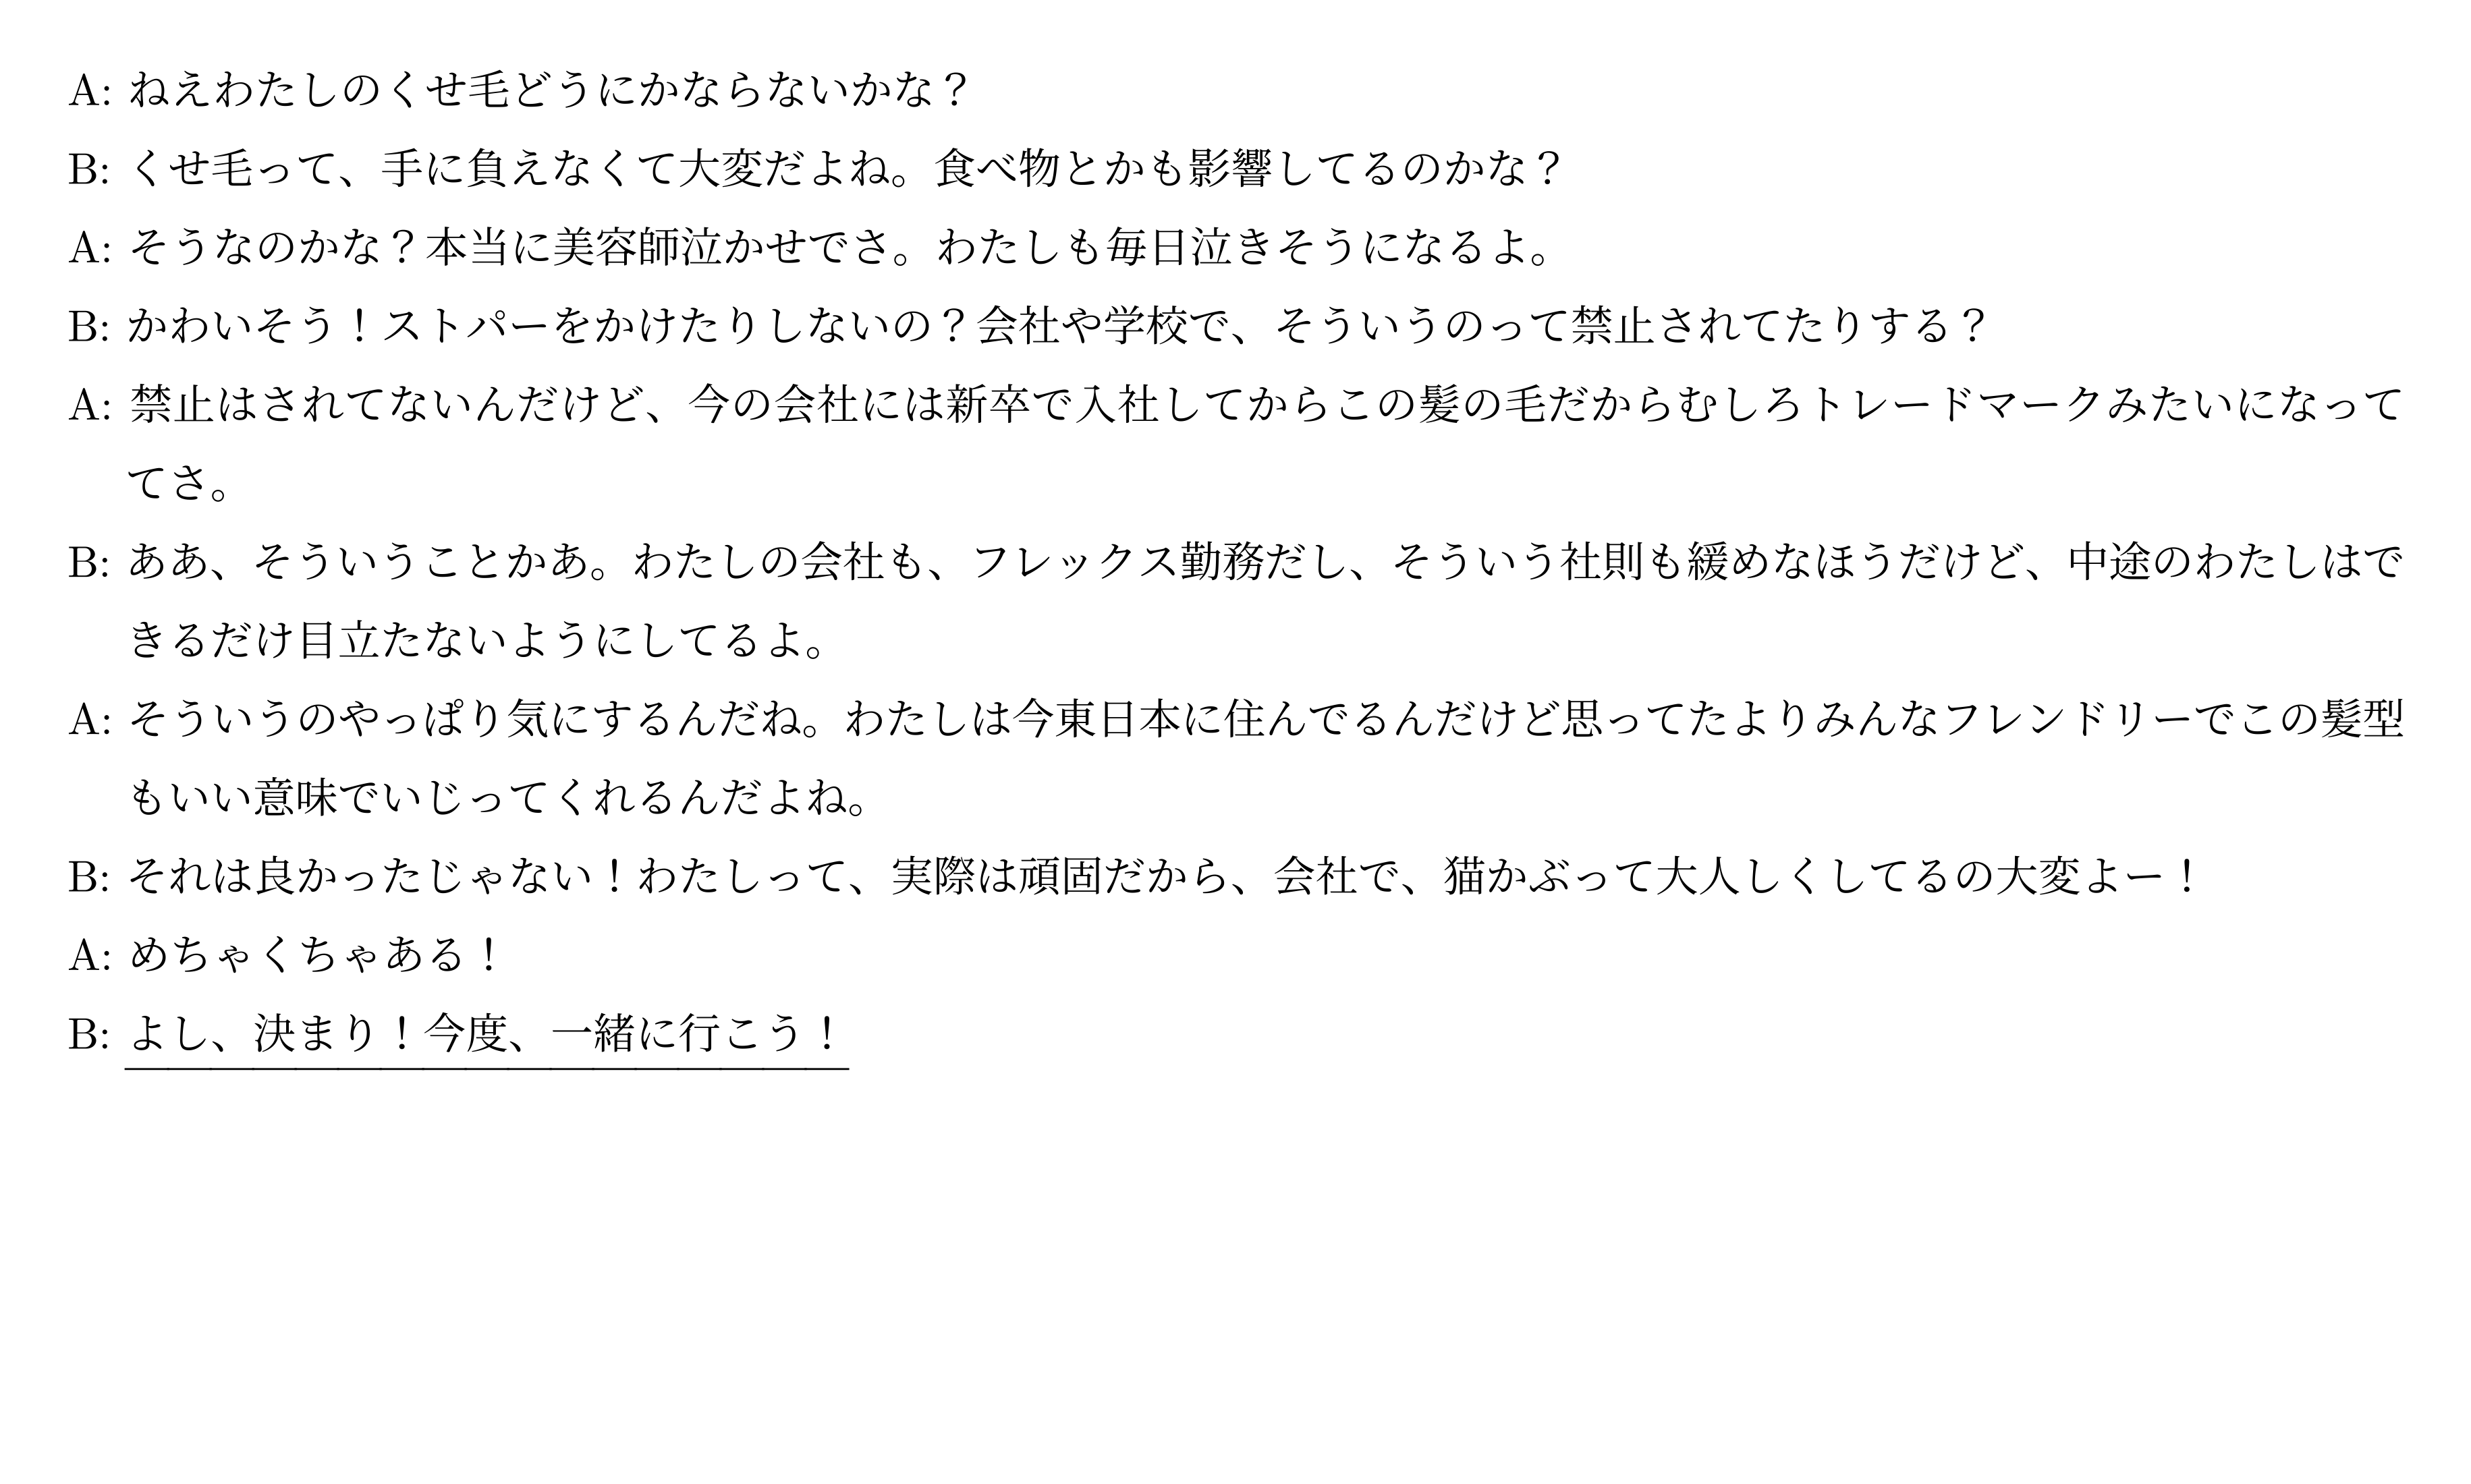 A: ねえわたしのくせ毛どうにかならないかな？
B: くせ毛って、手に負えなくて大変だよね。食べ物とかも影響してるのかな？
A: そうなのかな？本当に美容師泣かせでさ。わたしも毎日泣きそうになるよ。
B: かわいそう！ストパーをかけたりしないの？会社や学校で、そういうのって禁止されてたりする？
A: 禁止はされてないんだけど、今の会社には新卒で入社してからこの髪の毛だからむしろトレードマークみたいになって
てさ。
B: ああ、そういうことかあ。わたしの会社も、フレックス勤務だし、そういう社則も緩めなほうだけど、中途のわたしはで
きるだけ目立たないようにしてるよ。
A: そういうのやっぱり気にするんだね。わたしは今東日本に住んでるんだけど思ってたよりみんなフレンドリーでこの髪型
もいい意味でいじってくれるんだよね。
B: それは良かったじゃない！わたしって、実際は頑固だから、会社で、猫かぶって大人しくしてるの大変よー！
A: めちゃくちゃある！
B: よし、決まり！今度、一緒に行こう！